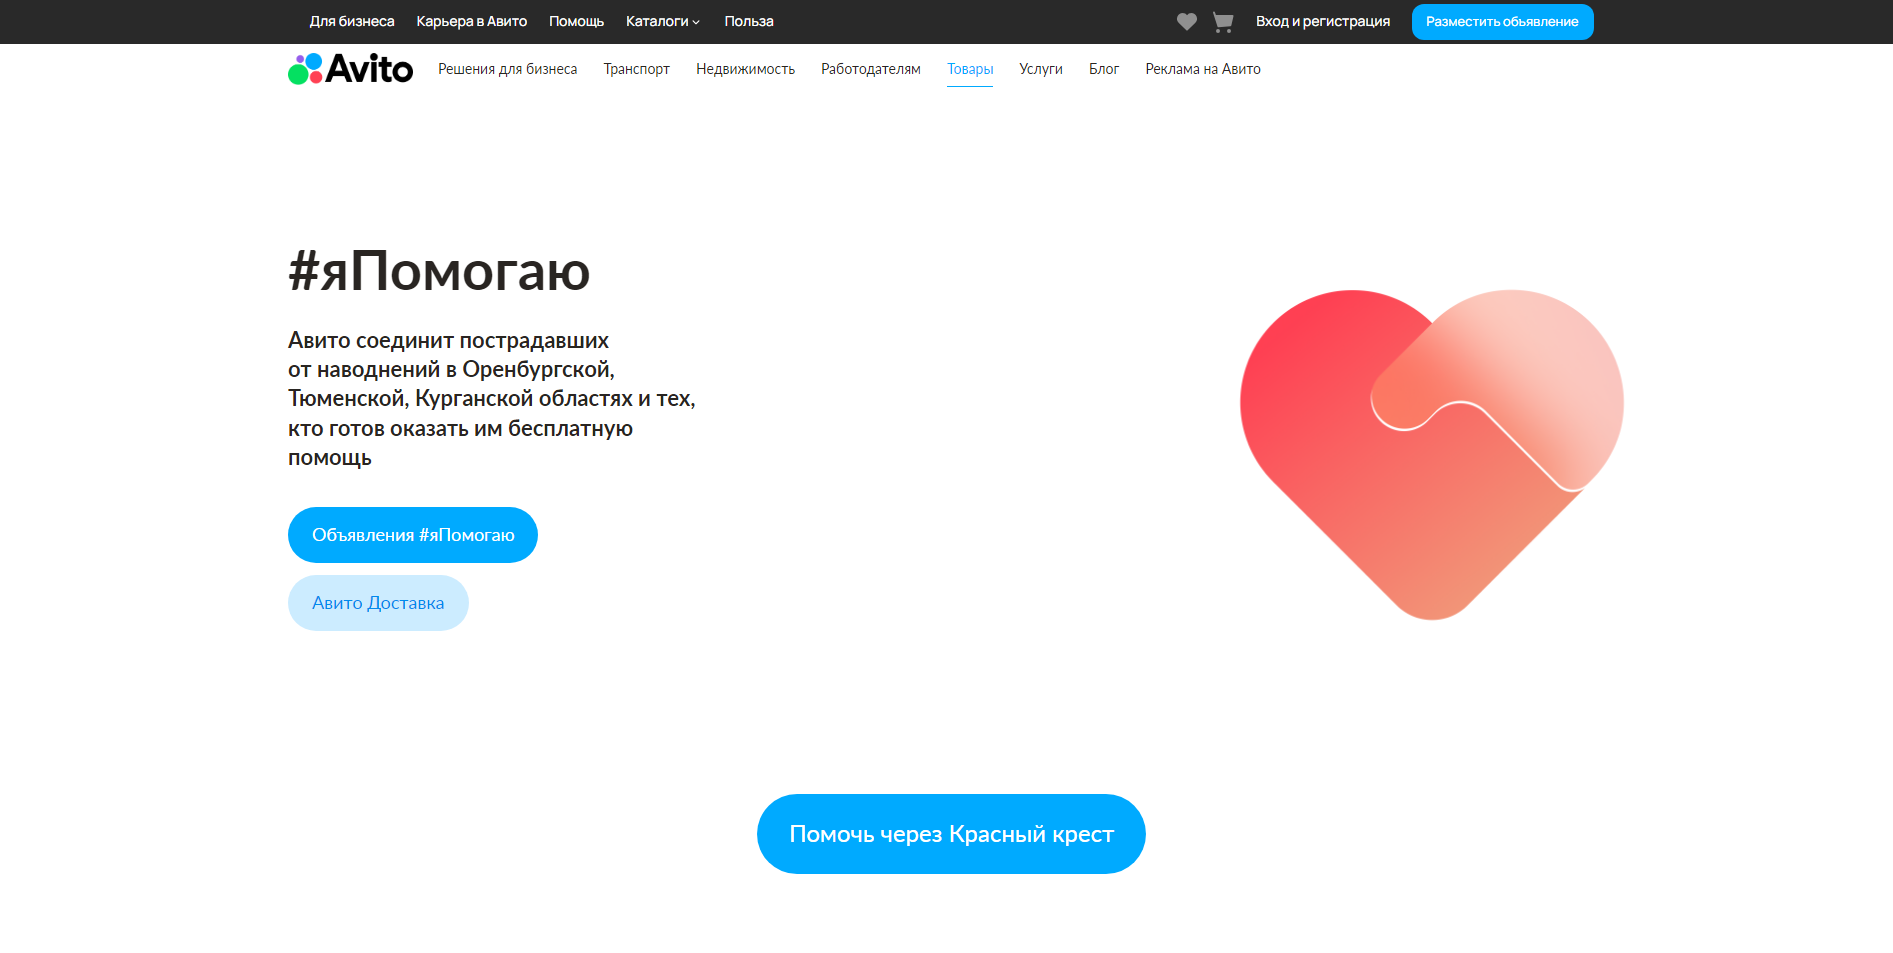 Для бизнеса Карьера в Авито Помощь Каталоги Польза Вход и регистрация Разместить объявление
Avito Решения для бизнеса Транспорт Недвижимость Работодателям Товары Услуги Блог Реклама на Авито
#яПомогаю
Авито соединит пострадавших
от наводнений в Оренбургской,
Тюменской, Курганской областях и тех,
кто готов оказать им бесплатную
помощь
Объявления #яПомогаю
Авито Доставка
Помочь через Красный крест